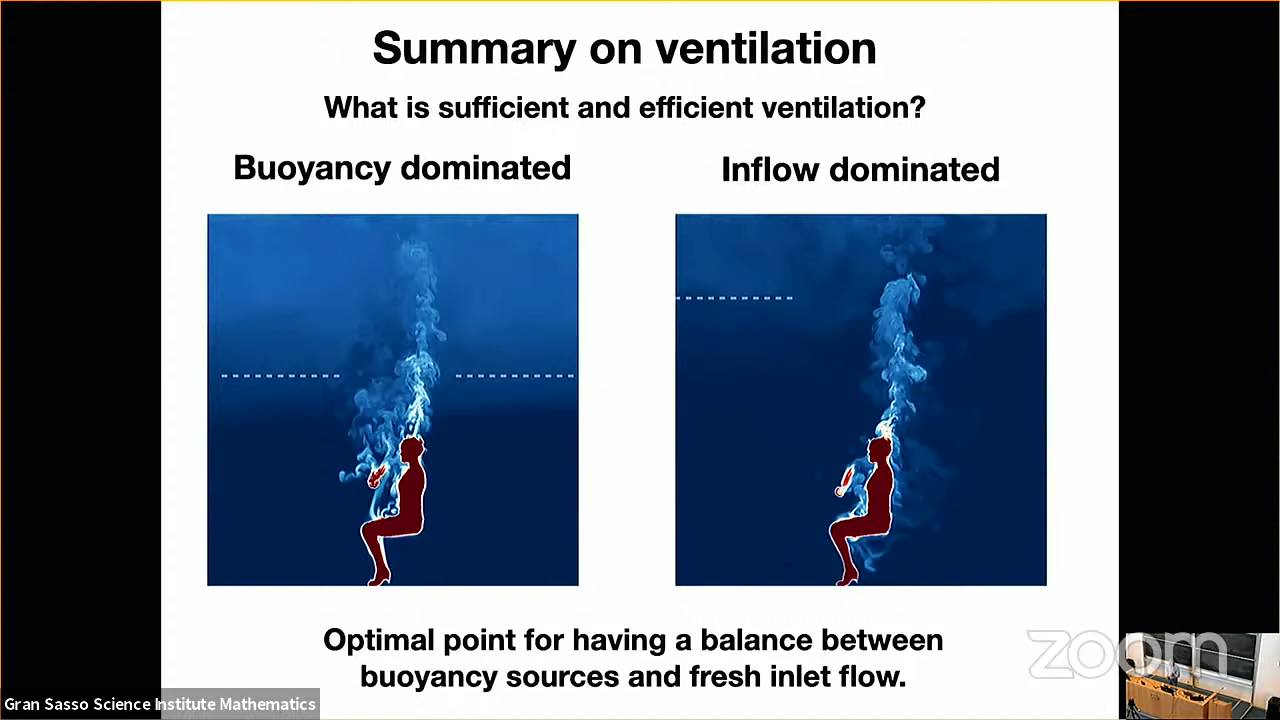 Summary on ventilation
What is sufficient and efficient ventilation?
Buoyancy dominated
Inflow dominated
Optimal point for having a balance between
buoyancy sources and fresh inlet flow.
zoom
Gran Sasso Science Institute Mathematics